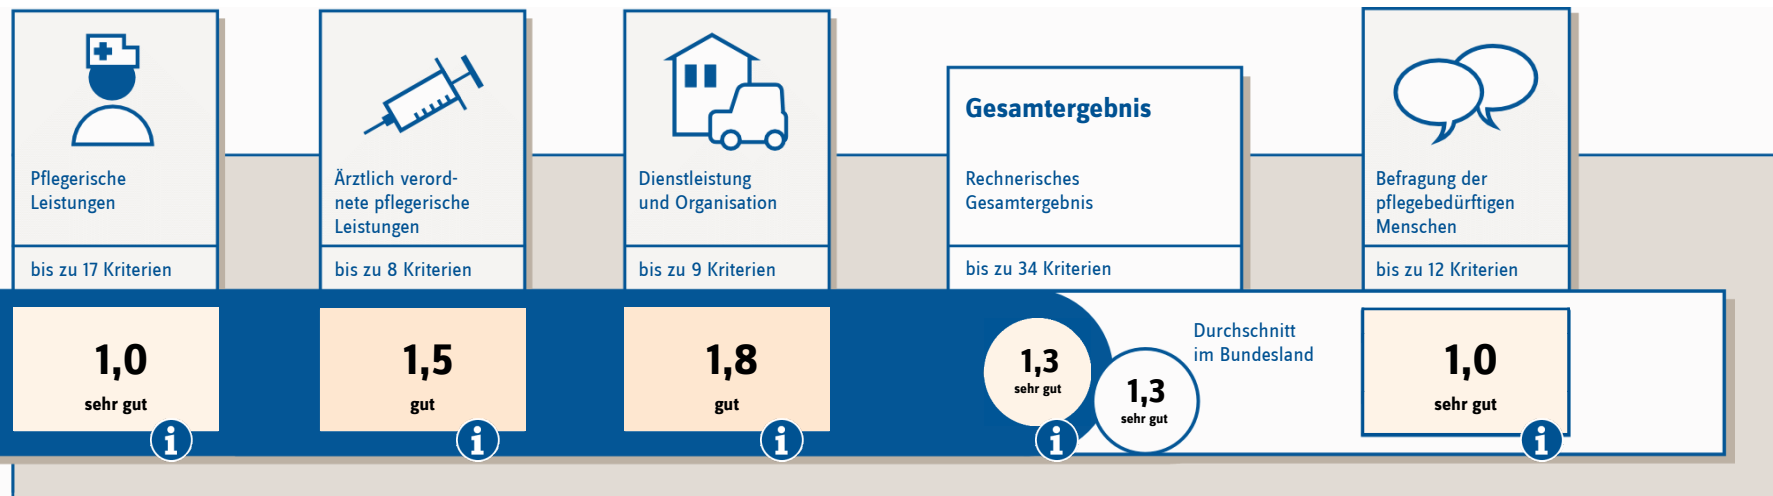 Pflegerische
Leistungen
bis zu 17 Kriterien
1,0
sehr gut
i
Ärztlich verord-
nete pflegerische
Leistungen
bis zu 8 Kriterien
1,5
gut
i
Dienstleistung
und Organisation
bis zu 9 Kriterien
1,8
gut
i
Gesamtergebnis
Rechnerisches
Gesamtergebnis
bis zu 34 Kriterien
1,3
sehr gut
i
1,3
sehr gut
Durchschnitt
im Bundesland
Befragung der
pflegebedürftigen
Menschen
bis zu 12 Kriterien
1,0
sehr gut
i